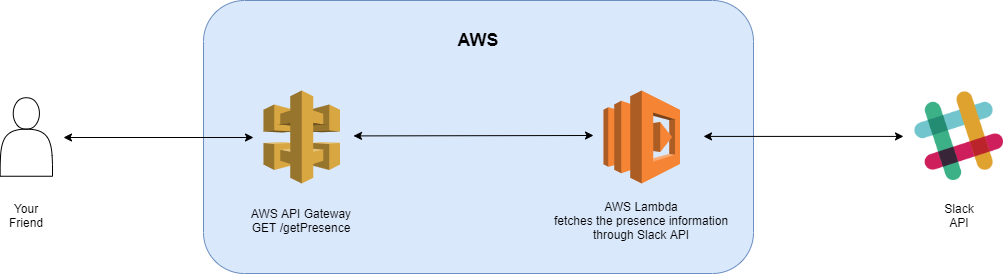 AWS
Your
Friend
AWS API Gateway
GET /getPresence
AWS Lambda
fetches the presence information
through Slack API
Slack
API